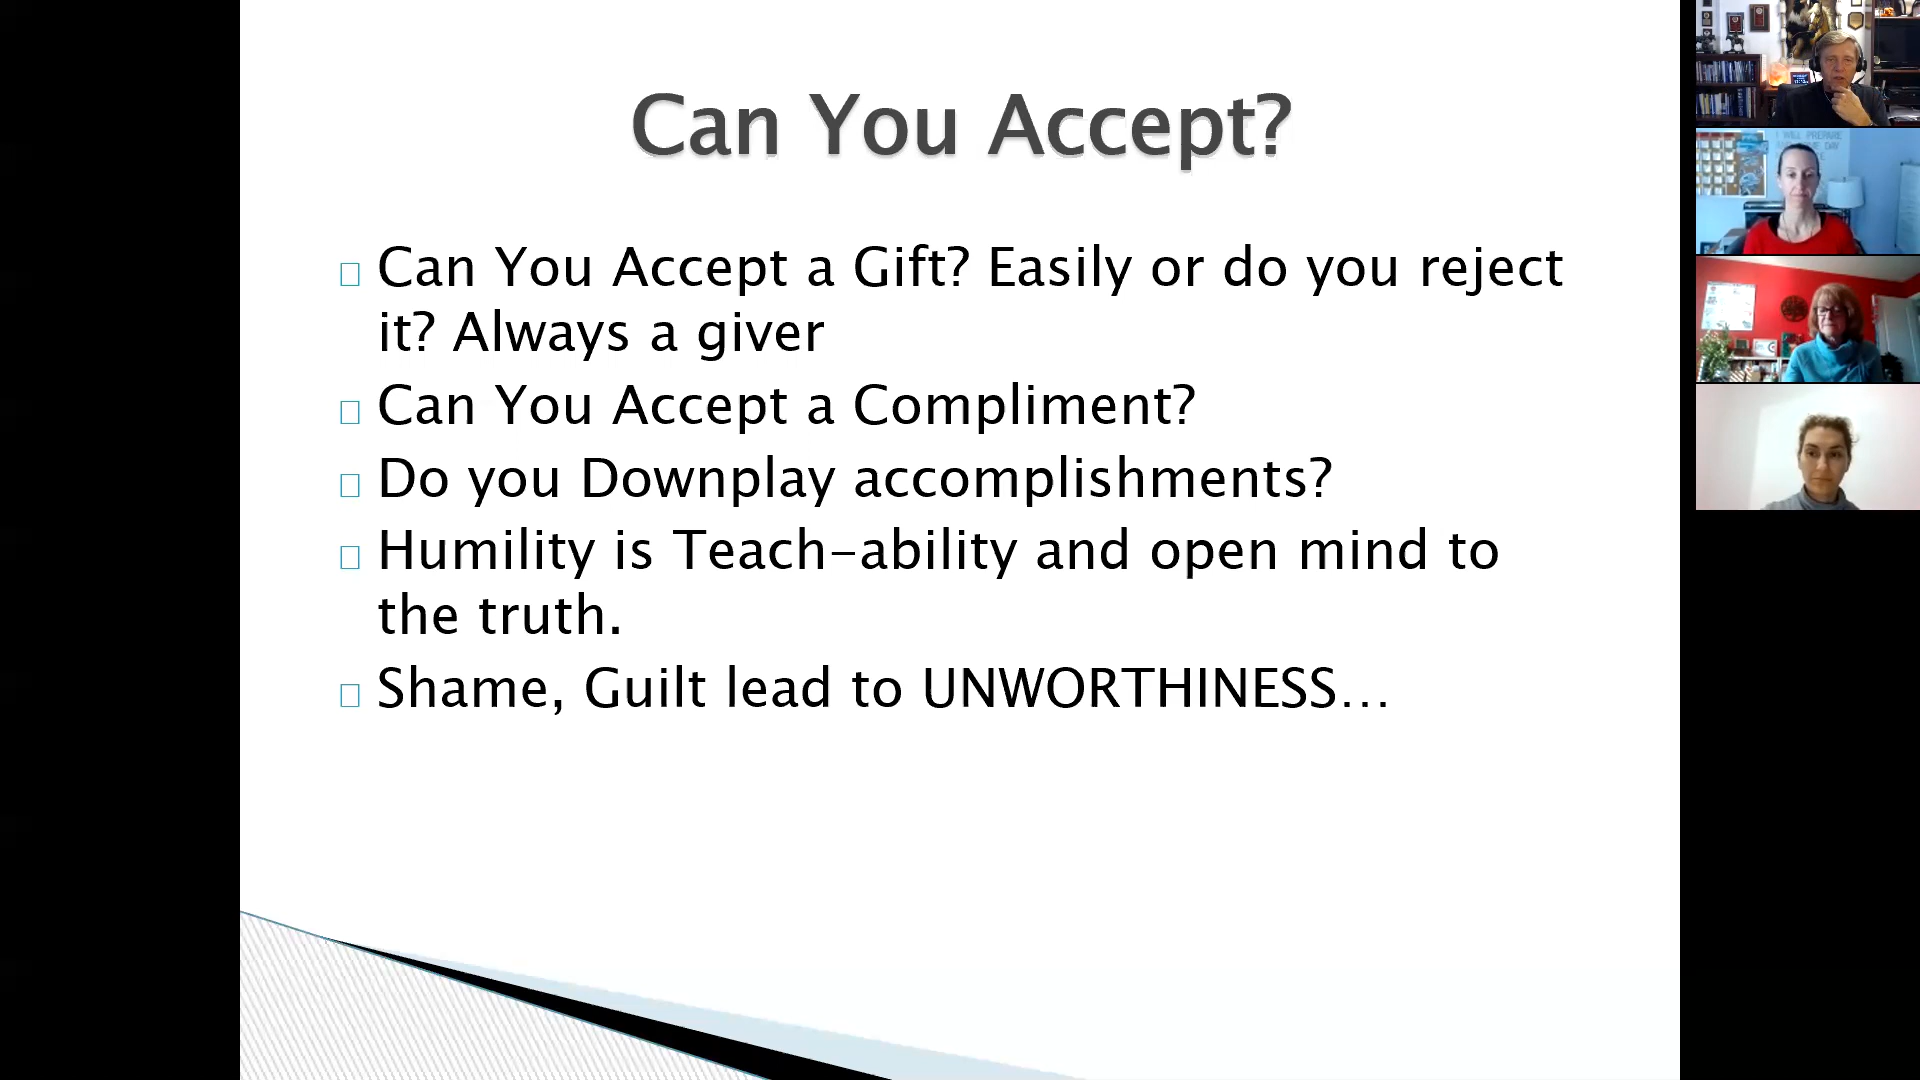 Can You Accept?
Can You Accept a Gift? Easily or do you reject
it? Always a giver
Can You Accept a Compliment?
Do you Downplay accomplishments?
Humility is Teach-ability and open mind to
the truth.
Shame, Guilt lead to UNWORTHINESS...
I WILL PREPARE